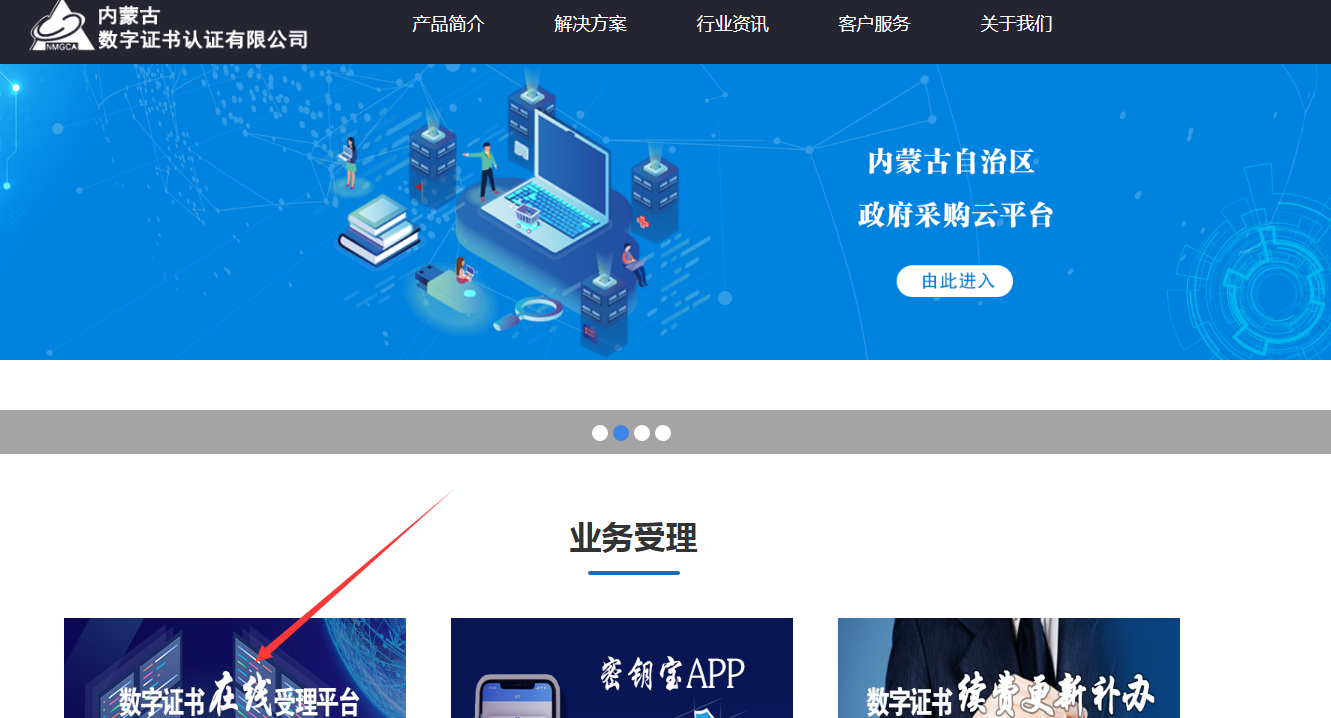 内蒙古
数字证书认证有限公司
NMGCA
产品简介 解决方案 行业资讯 客户服务 关于我们
内蒙古自治区
政府采购云平台
由此进入
业务受理
数字证书在线受理平台
密钥宝APP
数字证书续费更新补办